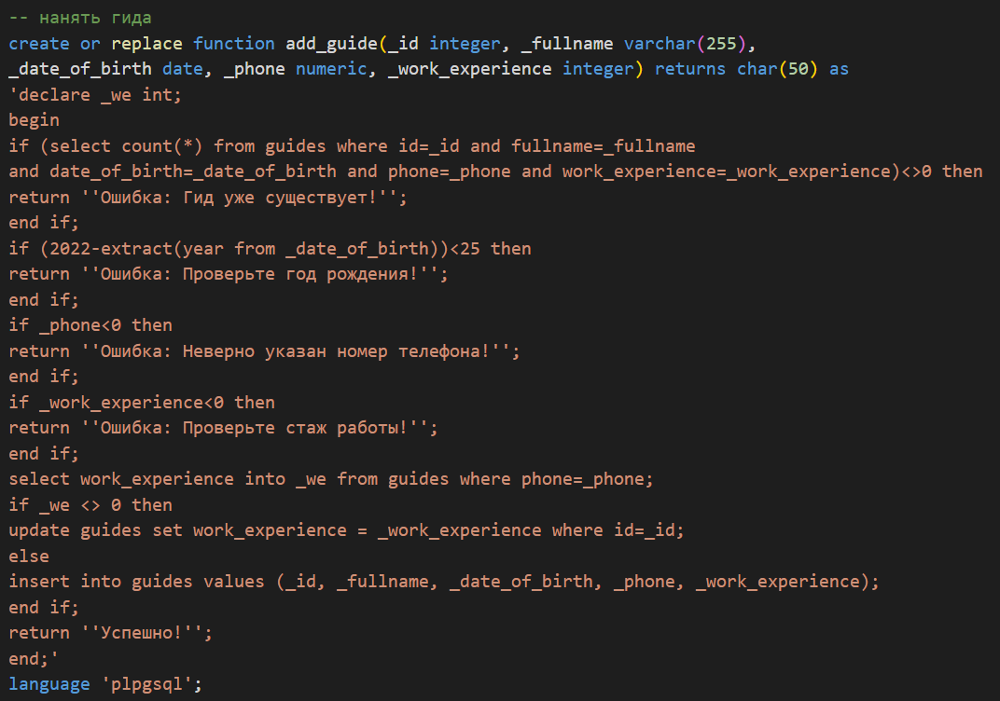 -- нанять гида
create or replace function add_guide(_id integer, _fullname varchar(255),
_date_of_birth date, _phone numeric, _work_experience integer) returns char(50) as
'declare _we int;
begin
if (select count(*) from guides where id=_id and fullname=_fullname
and date_of_birth=_date_of_birth and phone=_phone and work_experience=_work_experience)<>0 then
return ''Ошибка: Гид уже существует!'';
end if;
if (2022-extract(year from _date_of_birth))<25 then
return ''Ошибка: Проверьте год рождения!'';
end if;
if _phone<0 then
return ''Ошибка: Неверно указан номер телефона!'';
end if;
if _work_experience<0 then
return ''Ошибка: Проверьте стаж работы!'';
end if;
select work_experience into _we from guides where phone=_phone;
if _we <> 0 then
update guides set work_experience = _work_experience where id=_id;
else
insert into guides values (_id, _fullname, _date_of_birth, _phone, _work_experience);
end if;
return ''Успешно!'';
end;'
language 'plpgsql';